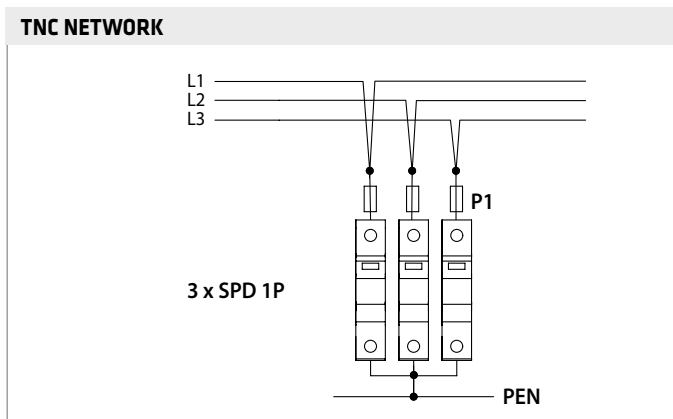 TNC NETWORK
L1
L2
L3
P1
3 x SPD 1P
PEN